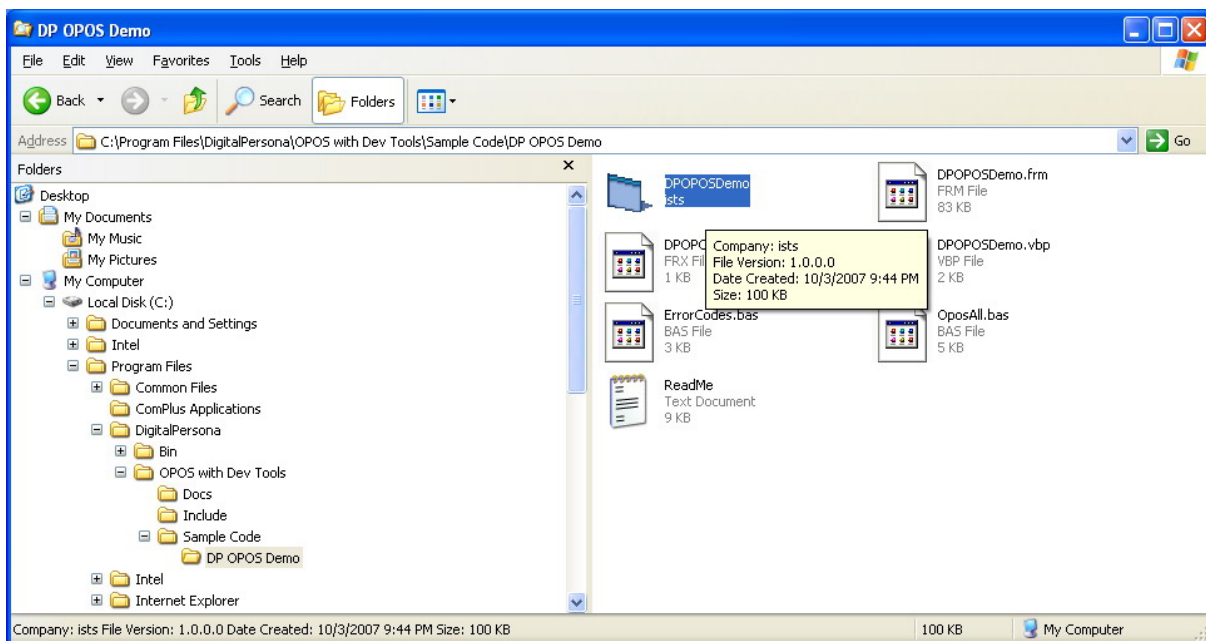 DP OPOS Demo
File Edit View Favorites Tools Help
Back Search Folders
Address C:\Program Files\DigitalPersona\OPOS with Dev Tools\Sample Code\DP OPOS Demo Go
Folders
Desktop
My Documents
My Music
My Pictures
My Computer
Local Disk (C:)
Documents and Settings
Intel
Program Files
Common Files
ComPlus Applications
DigitalPersona
Bin
OPOS with Dev Tools
Docs
Include
Sample Code
DP OPOS Demo
Intel
Internet Explorer
DPOPOSDemo
ists
DPOPOSDemo.frm
FRM File
83 KB
FRX Fil
1 KB
Company: ists
File Version: 1.0.0.0
Date Created: 10/3/2007 9:44 PM
Size: 100 KB
DPOPOSDemo.vbp
VBP File
2 KB
ErrorCodes.bas
BAS File
3 KB
OposAll.bas
BAS File
5 KB
ReadMe
Text Document
9 KB
Company: ists File Version: 1.0.0.0 Date Created: 10/3/2007 9:44 PM Size: 100 KB 100 KB My Computer